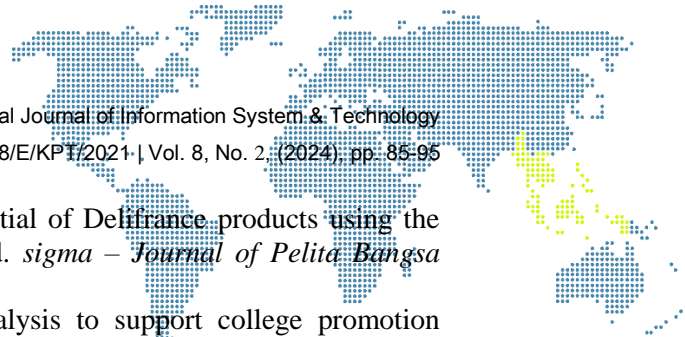 al Journal of Information System & Technology
8/E/KPT/2021 | Vol. 8, No. 2, (2024), pp. 85-95
tial of Delifrance products using the
l. sigma – Journal of Pelita Bangsa
alysis to support college promotion